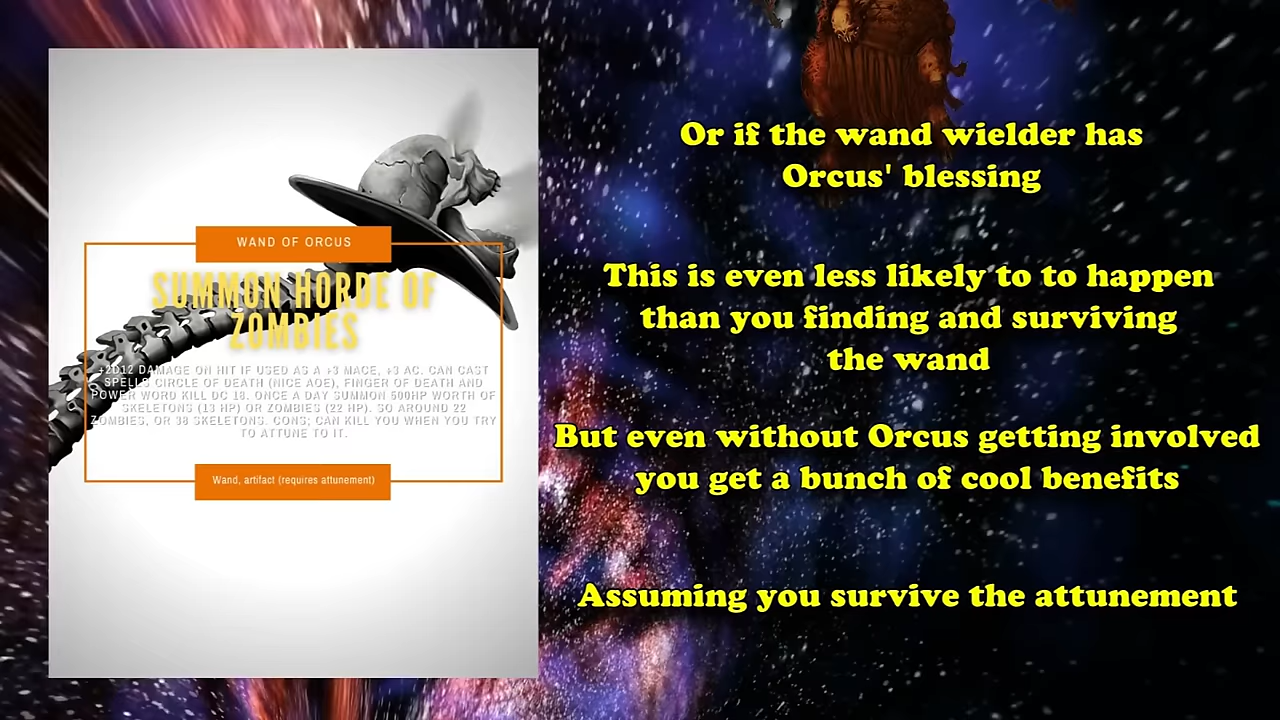 WAND OF ORCUS
SUMMON HORDE OF
ZOMBIES
+2D12 DAMAGE ON HIT IF USED AS A +3 MACE, +3 AC. CAN CAST
SPELLS CIRCLE OF DEATH (NICE AOE), FINGER OF DEATH AND
POWER WORD KILL DC 18. ONCE A DAY SUMMON 500HP WORTH OF
SKELETONS (13 HP) OR ZOMBIES (22 HP). SO AROUND 22
ZOMBIES, OR 38 SKELETONS. CONS; CAN KILL YOU WHEN YOU TRY
TO ATTUNE TO IT.
Wand, artifact (requires attunement)
Or if the wand wielder has
Orcus' blessing
This is even less likely to to happen
than you finding and surviving
the wand
But even without Orcus getting involved
you get a bunch of cool benefits
Assuming you survive the attunement